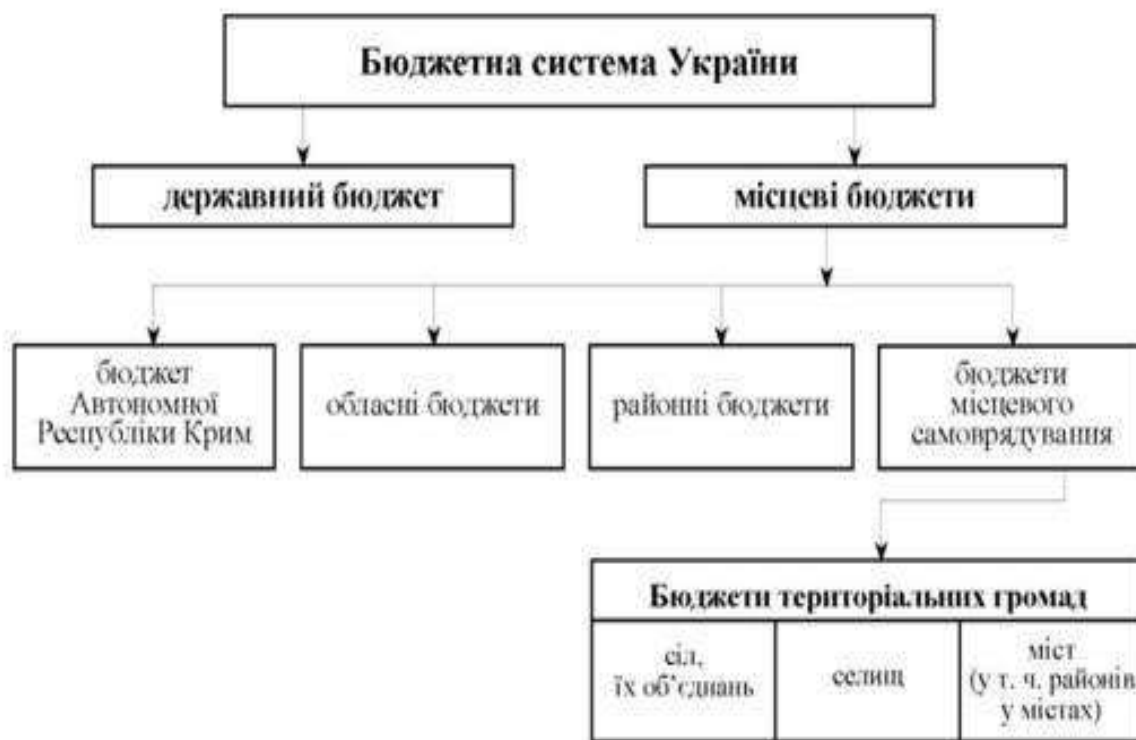 Бюджетна система України
державний бюджет
місцеві бюджети
бюджет
Автономної
Республіки Крим
обласні бюджети
районні бюджети
бюджети
місцевого
самоврядування
Бюджети територіальних громад
сіл,
їх об’єднань
селищ
міст
(у т. ч. районів
у містах)